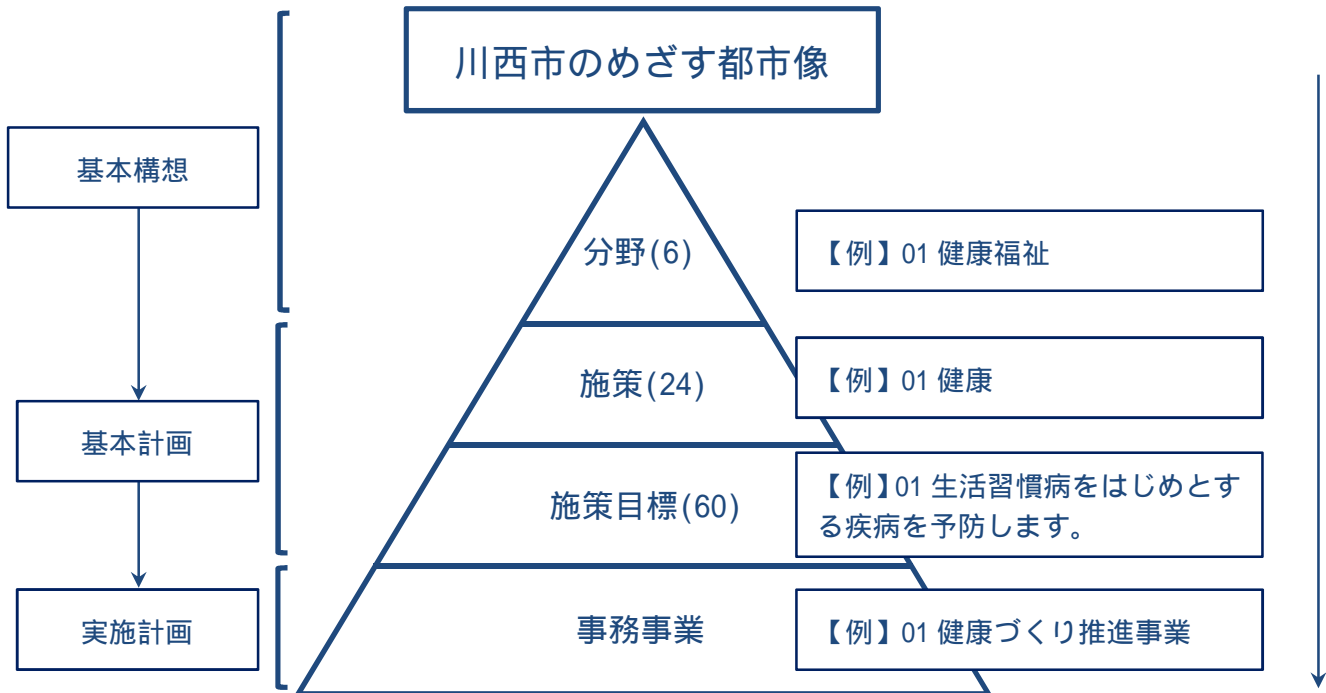 川西市のめざす都市像
基本構想
分野(6)
【例】01 健康福祉
施策(24)
【例】01 健康
基本計画
施策目標(60)
【例】01 生活習慣病をはじめとす
る疾病を予防します。
実施計画
事務事業
【例】01 健康づくり推進事業